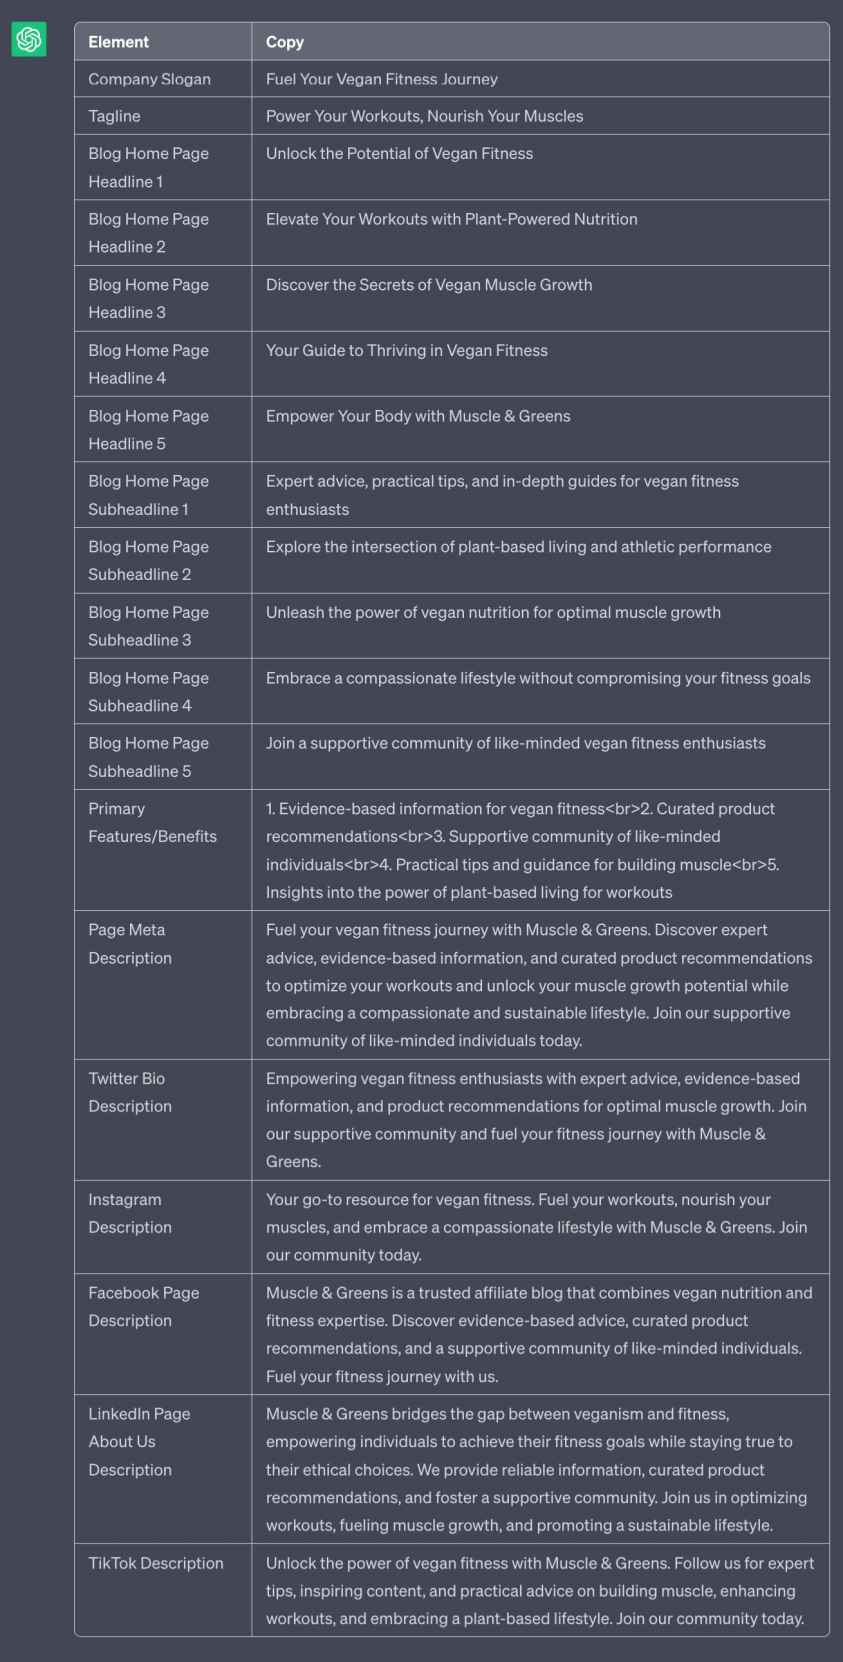 Element Copy
Company Slogan Fuel Your Vegan Fitness Journey
Tagline Power Your Workouts, Nourish Your Muscles
Blog Home Page Unlock the Potential of Vegan Fitness
Headline 1
Blog Home Page Elevate Your Workouts with Plant-Powered Nutrition
Headline 2
Blog Home Page Discover the Secrets of Vegan Muscle Growth
Headline 3
Blog Home Page Your Guide to Thriving in Vegan Fitness
Headline 4
Blog Home Page Empower Your Body with Muscle & Greens
Headline 5
Blog Home Page Expert advice, practical tips, and in-depth guides for vegan fitness
Subheadline 1 enthusiasts
Blog Home Page Explore the intersection of plant-based living and athletic performance
Subheadline 2
Blog Home Page Unleash the power of vegan nutrition for optimal muscle growth
Subheadline 3
Blog Home Page Embrace a compassionate lifestyle without compromising your fitness goals
Subheadline 4
Blog Home Page Join a supportive community of like-minded vegan fitness enthusiasts
Subheadline 5
Primary 1. Evidence-based information for vegan fitness<br>2. Curated product
Features/Benefits recommendations<br>3. Supportive community of like-minded
individuals<br>4. Practical tips and guidance for building muscle<br>5.
Insights into the power of plant-based living for workouts
Page Meta Fuel your vegan fitness journey with Muscle & Greens. Discover expert
Description advice, evidence-based information, and curated product recommendations
to optimize your workouts and unlock your muscle growth potential while
embracing a compassionate and sustainable lifestyle. Join our supportive
community of like-minded individuals today.
Twitter Bio Empowering vegan fitness enthusiasts with expert advice, evidence-based
Description information, and product recommendations for optimal muscle growth. Join
our supportive community and fuel your fitness journey with Muscle &
Greens.
Instagram Your go-to resource for vegan fitness. Fuel your workouts, nourish your
Description muscles, and embrace a compassionate lifestyle with Muscle & Greens. Join
our community today.
Facebook Page Muscle & Greens is a trusted affiliate blog that combines vegan nutrition and
Description fitness expertise. Discover evidence-based advice, curated product
recommendations, and a supportive community of like-minded individuals.
Fuel your fitness journey with us.
LinkedIn Page Muscle & Greens bridges the gap between veganism and fitness,
About Us empowering individuals to achieve their fitness goals while staying true to
Description their ethical choices. We provide reliable information, curated product
recommendations, and foster a supportive community. Join us in optimizing
workouts, fueling muscle growth, and promoting a sustainable lifestyle.
TikTok Description Unlock the power of vegan fitness with Muscle & Greens. Follow us for expert
tips, inspiring content, and practical advice on building muscle, enhancing
workouts, and embracing a plant-based lifestyle. Join our community today.